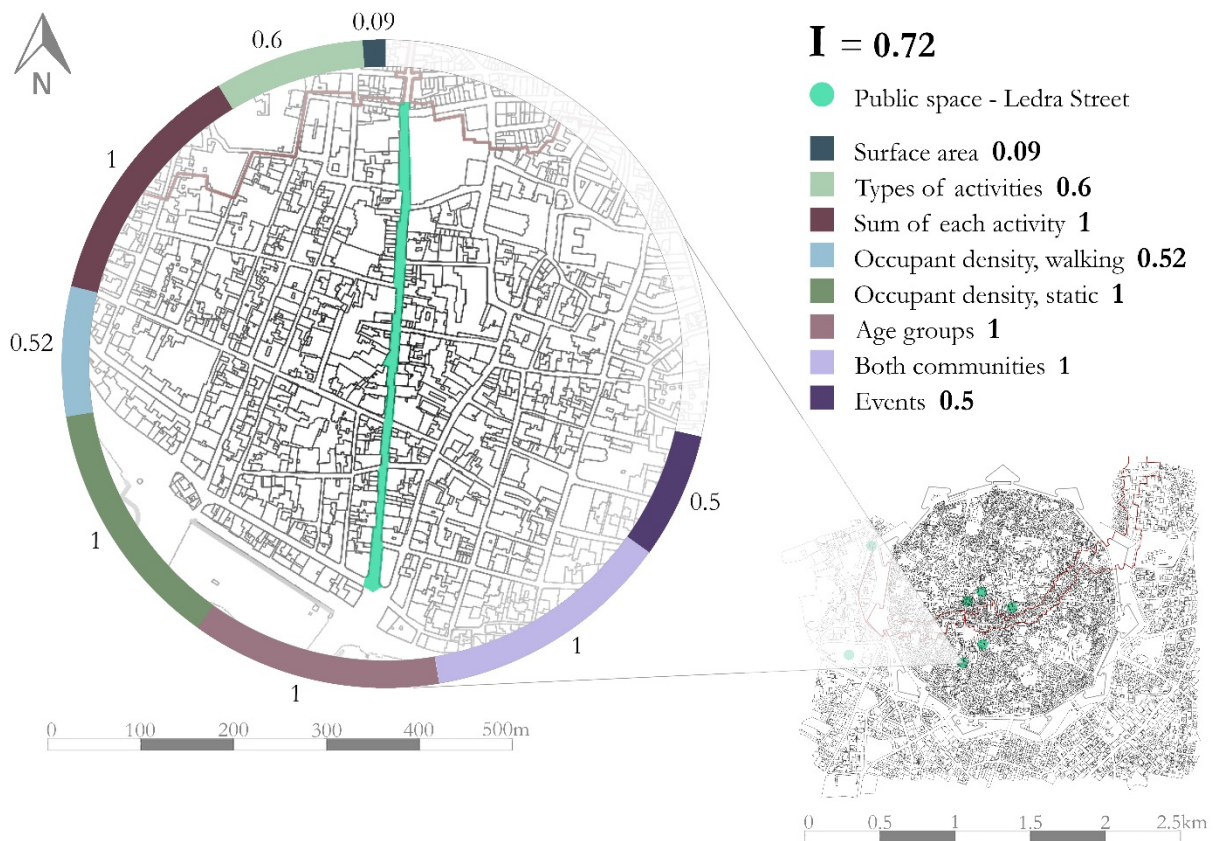 N
0.09
0.6
1
0.52
1
1
1
0.5
0 100 200 300 400 500m
I = 0.72
Public space - Ledra Street
Surface area 0.09
Types of activities 0.6
Sum of each activity 1
Occupant density, walking 0.52
Occupant density, static 1
Age groups 1
Both communities 1
Events 0.5
0 0.5 1 1.5 2 2.5km